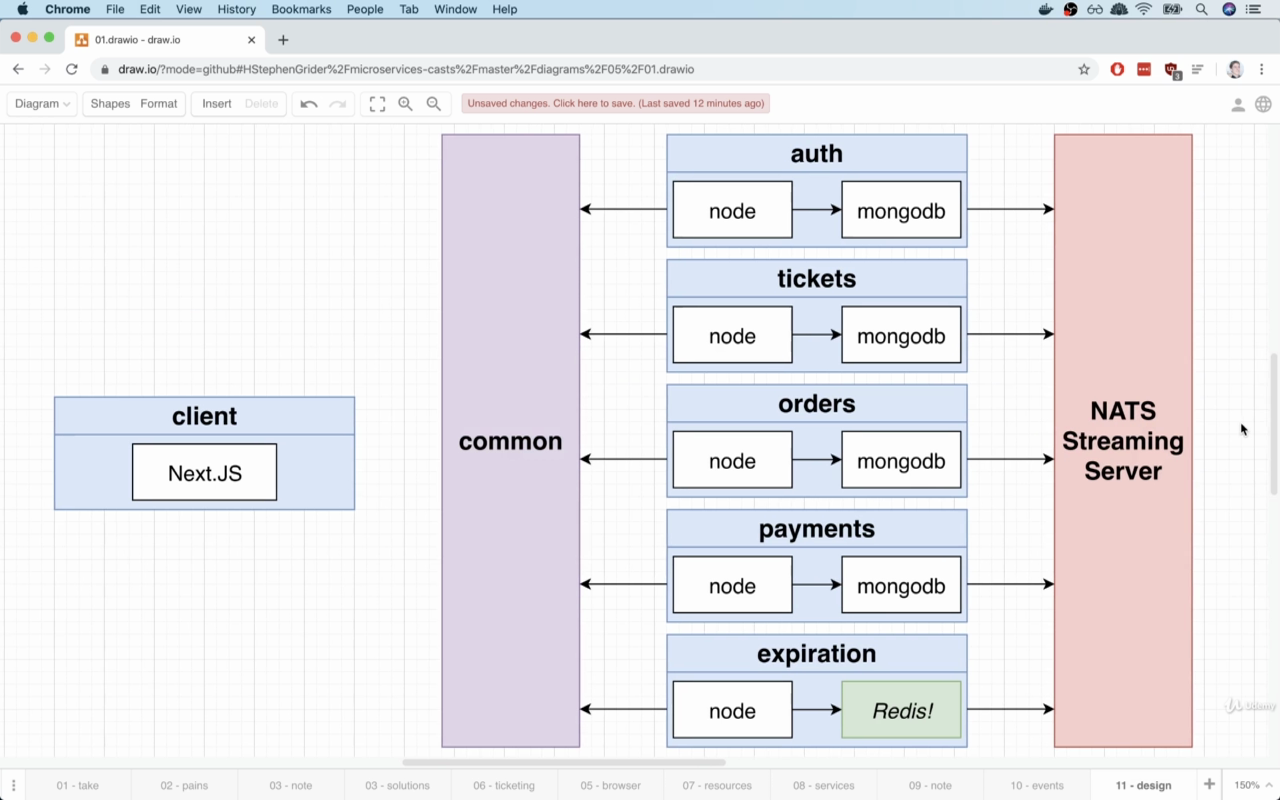 Chrome File Edit View History Bookmarks People Tab Window Help
01.drawio - draw.io
draw.io/?mode=github#HStephenGrider%2Fmicroservices-casts%2Fmaster%2Fdiagrams%2F05%2F01.drawio
3
Diagram Shapes Format Insert Delete Unsaved changes. Click here to save. (Last saved 12 minutes ago)
auth
node mongodb
tickets
node mongodb
client
Next.JS
common
orders
node mongodb
NATS
Streaming
Server
payments
node mongodb
expiration
node Redis!
Udemy
01 - take 02 - pains 03 - note 03 - solutions 06 - ticketing 05 - browser 07 - resources 08 - services 09 - note 10 - events 11 - design 150%